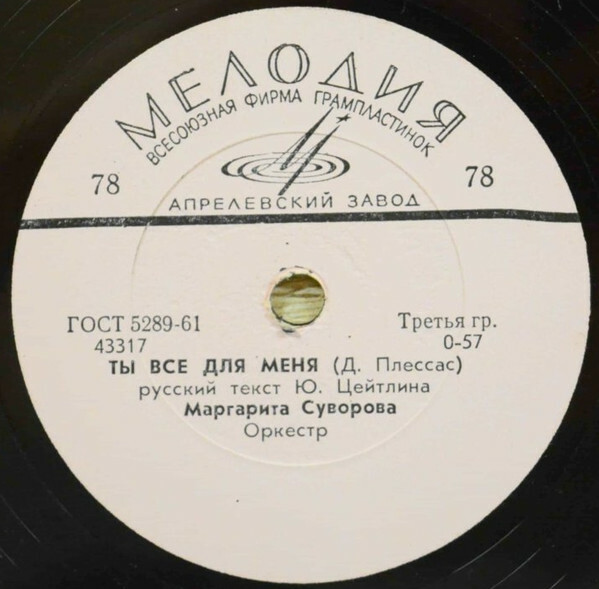 МЕЛОДИЯ
ВСЕСОЮЗНАЯ ФИРМА ГРАМПЛАСТИНОК
78 78
АПРЕЛЕВСКИЙ ЗАВОД
ГОСТ 5289-61 Третья гр.
43317 0-57
ТЫ ВСЕ ДЛЯ МЕНЯ (Д. Плессас)
русский текст Ю. Цейтлина
Маргарита Суворова
Оркестр